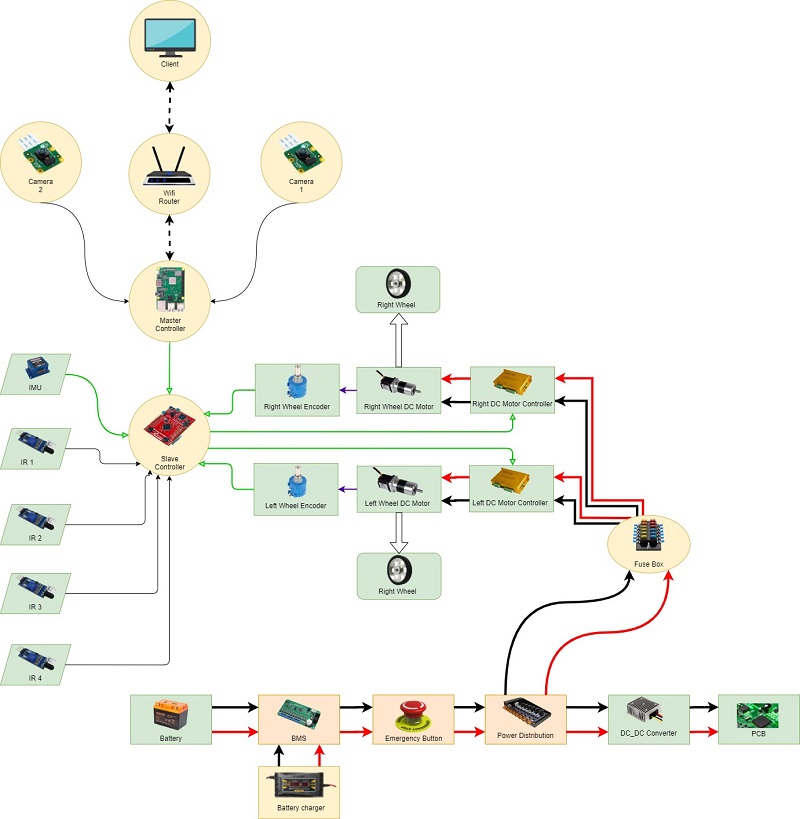 Client
Camera
2
Wifi
Router
Camera
1
Master
Controller
Right Wheel
IMU
Right Wheel Encoder
Right Wheel DC Motor
Right DC Motor Controller
IR 1
Slave
Controller
Left Wheel Encoder
Left Wheel DC Motor
Left DC Motor Controller
IR 2
Fuse Box
Right Wheel
IR 3
IR 4
Battery
BMS
Emergency Button
Power Distribution
DC_DC Converter
PCB
Battery charger